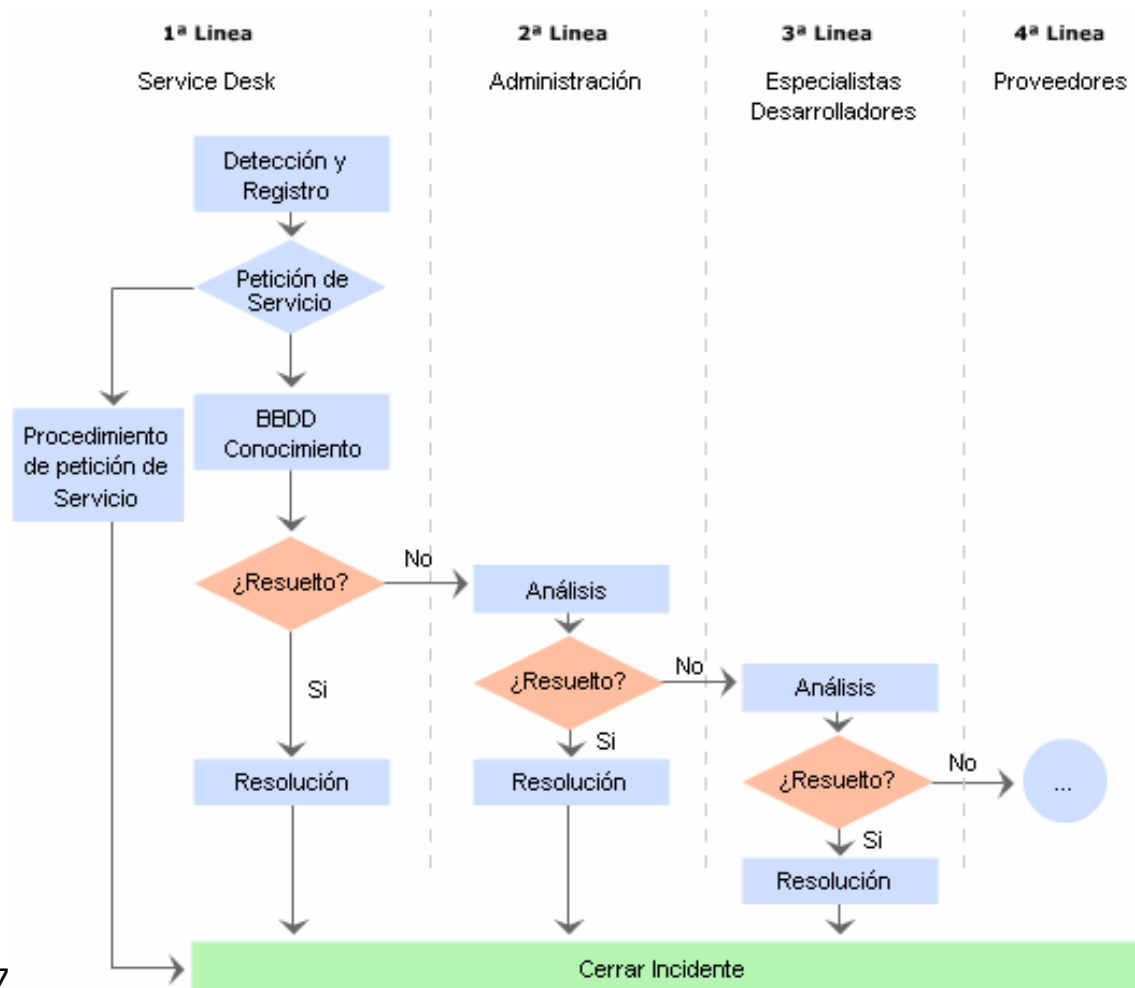 1ª Linea
2ª Linea
3ª Linea
4ª Linea
Service Desk
Administración
Especialistas
Desarrolladores
Proveedores
Detección y
Registro
Petición de
Servicio
Procedimiento
de petición de
Servicio
BBDD
Conocimiento
¿Resuelto?
No
Análisis
Si
¿Resuelto?
No
Análisis
Si
Resolución
Resolución
¿Resuelto?
No
...
Si
Resolución
Cerrar Incidente
7